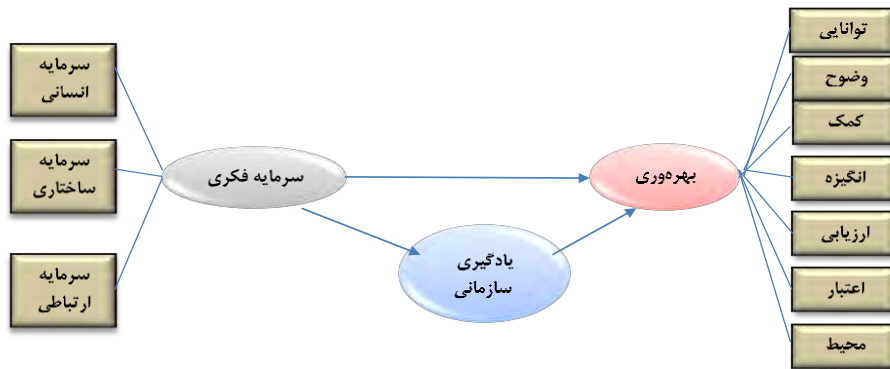 توانایی
وضوح
کمک
انگیزه
ارزیابی
اعتبار
محیط
بهره‌وری
یادگیری
سازمانی
سرمایه فکری
سرمایه
انسانی
سرمایه
ساختاری
سرمایه
ارتباطی